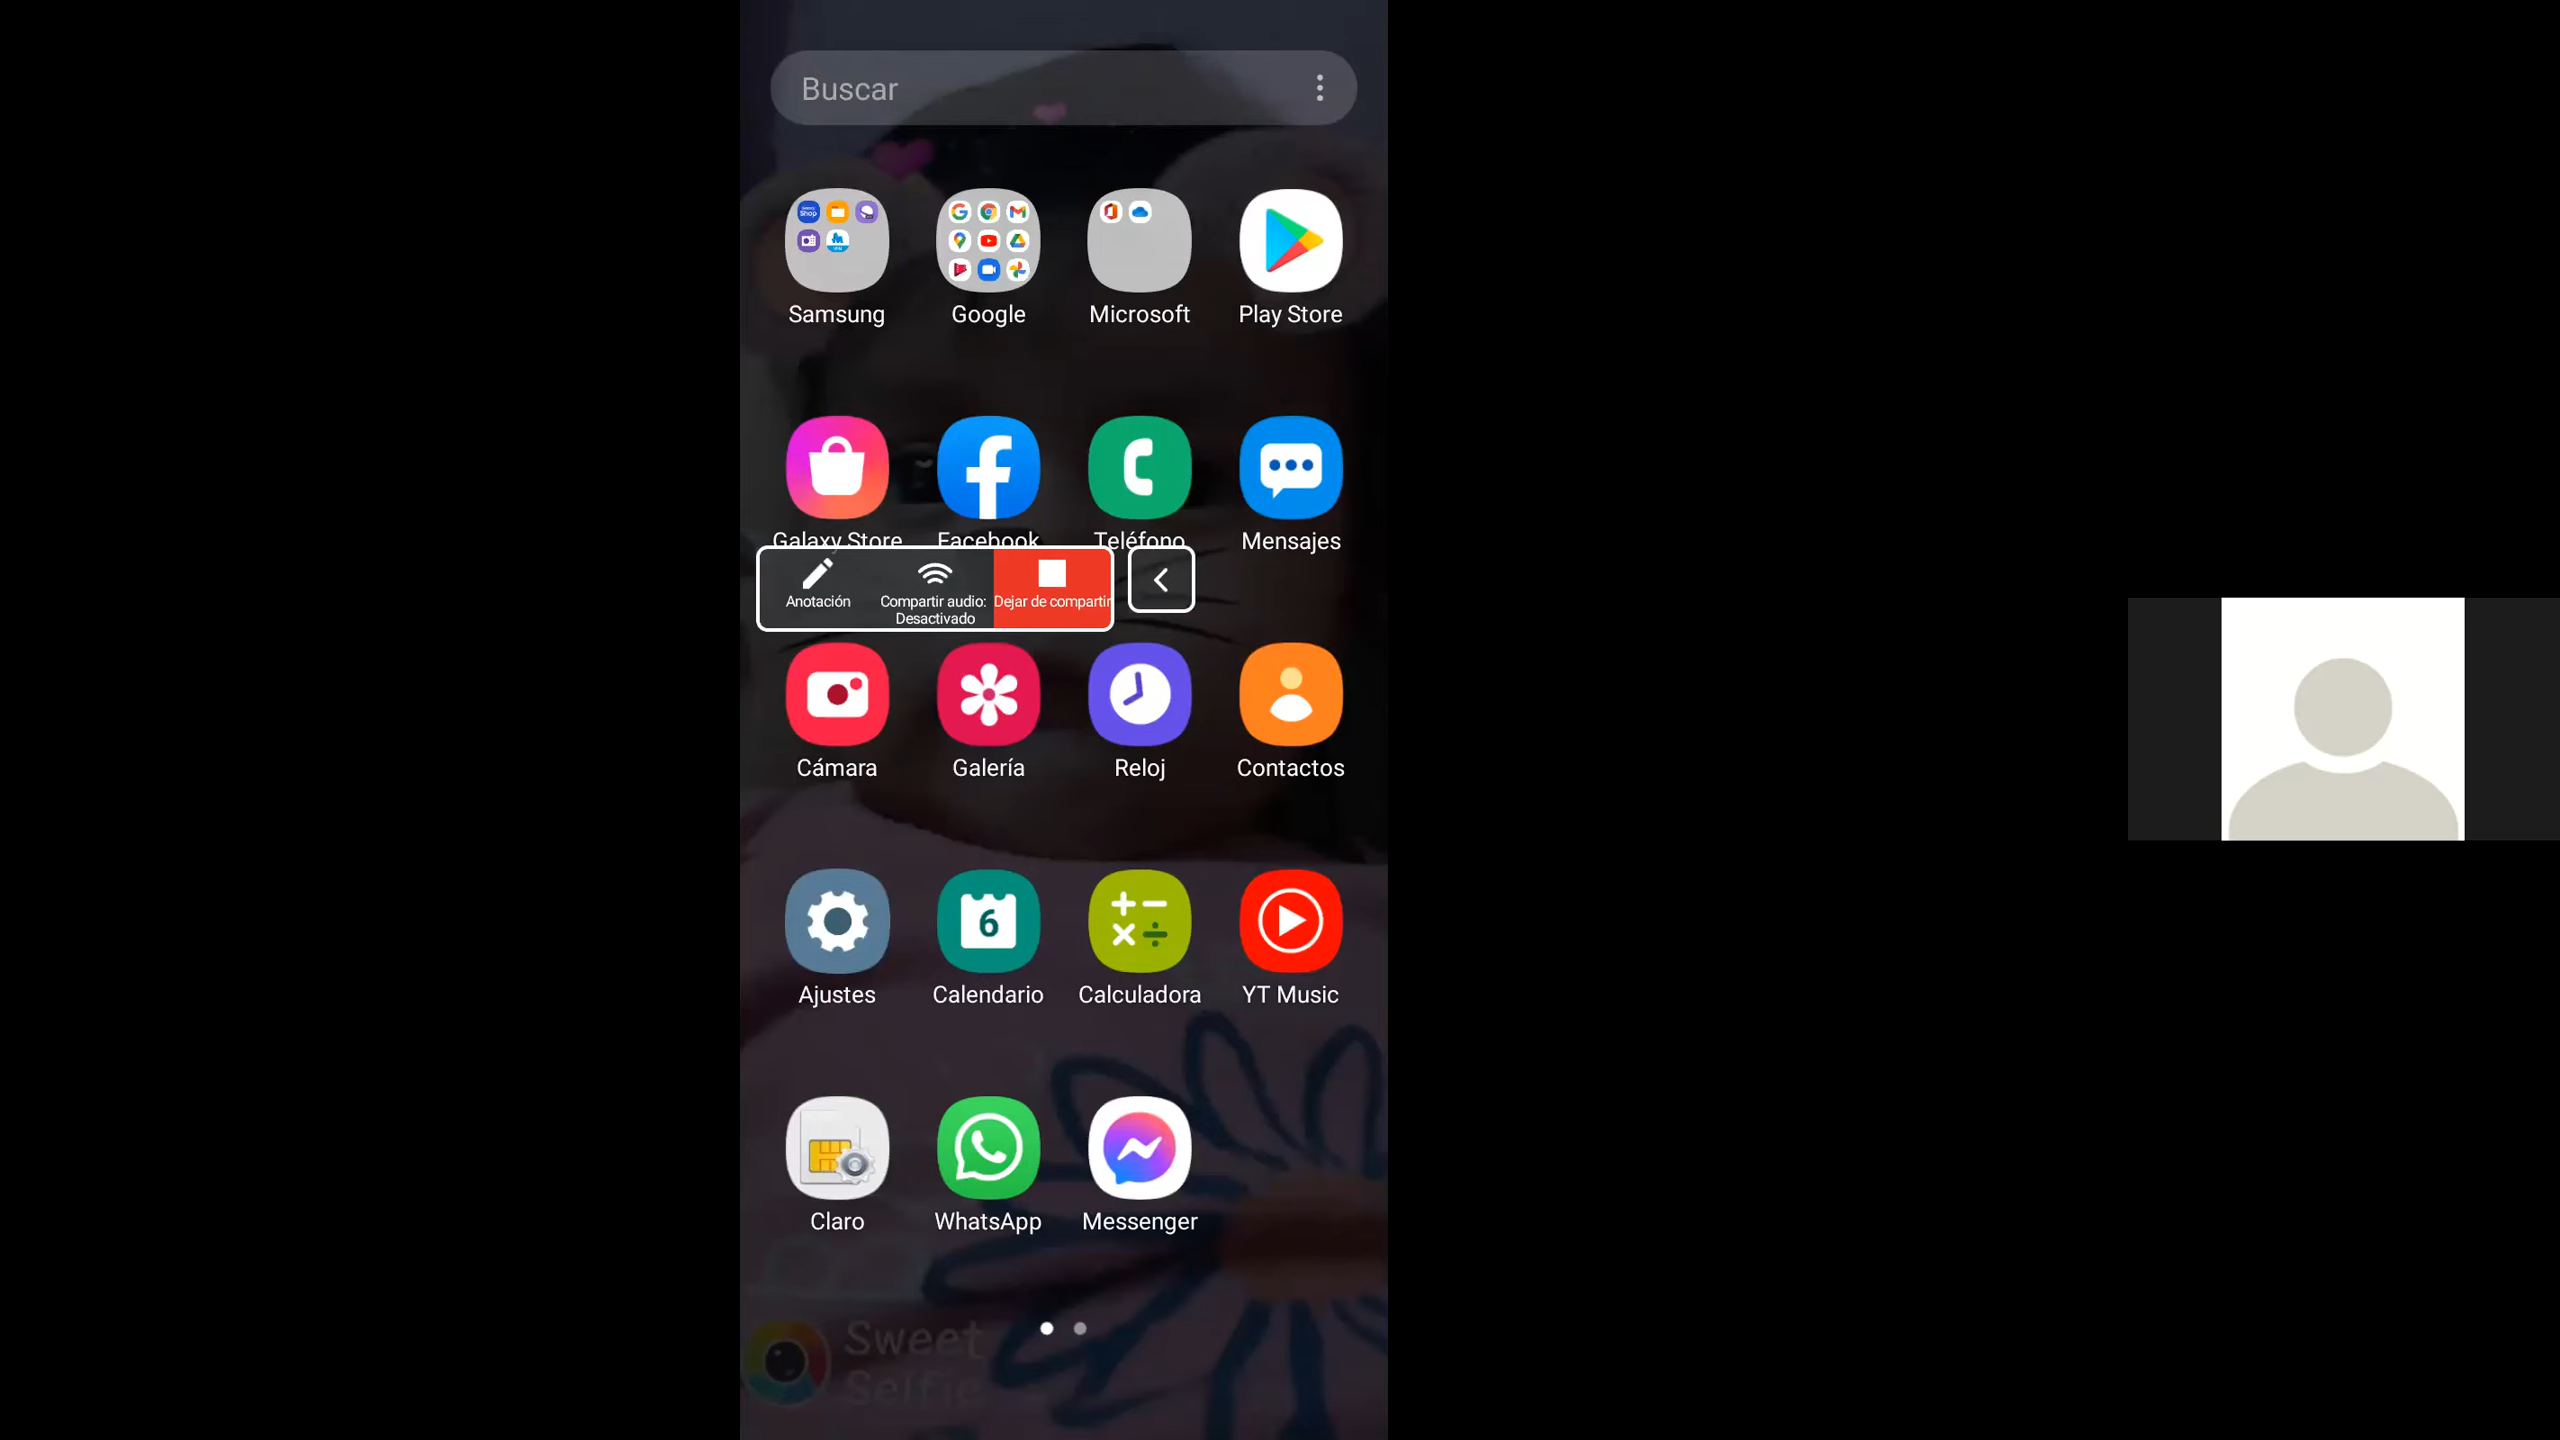 Buscar
Samsung Google Microsoft Play Store
Galaxy Store Facebook Teléfono Mensajes
Anotación
Compartir audio:
Desactivado
Dejar de compartir
Cámara Galería Reloj Contactos
6
Ajustes Calendario Calculadora YT Music
Claro WhatsApp Messenger
Sweet
Selfie